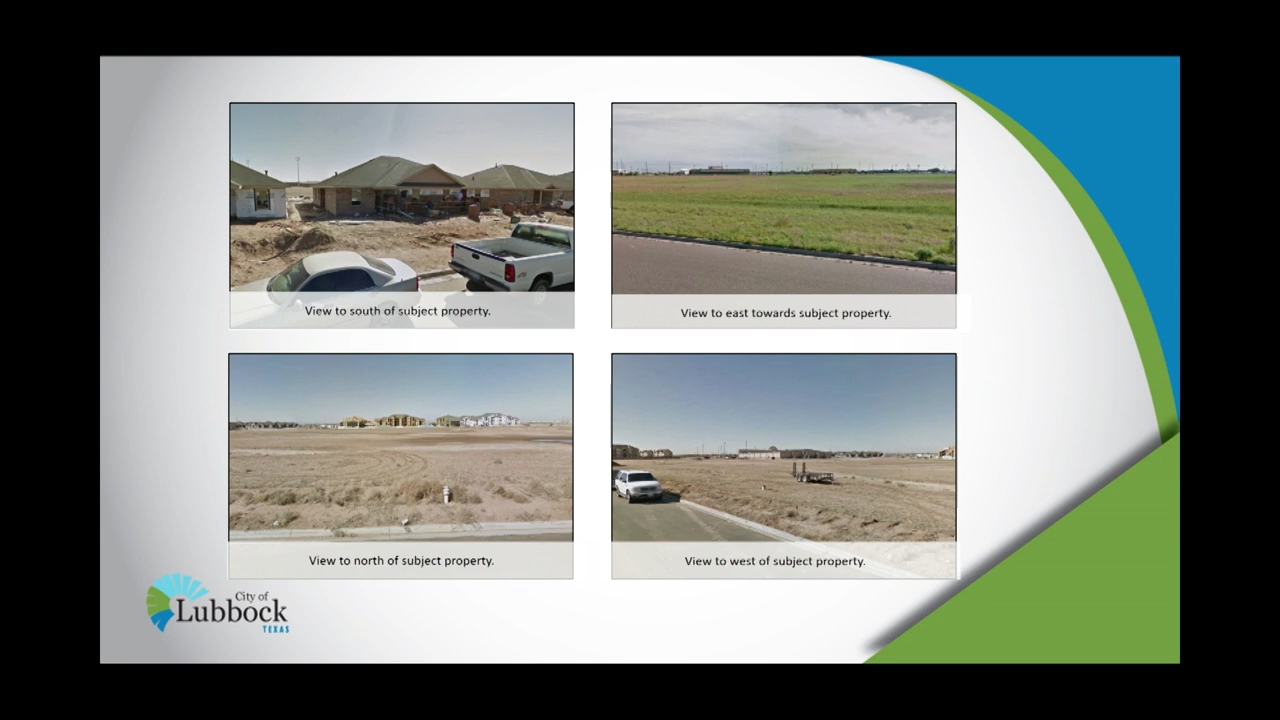 View to south of subject property.
View to east towards subject property.
View to north of subject property.
View to west of subject property.
City of
Lubbock
TEXAS